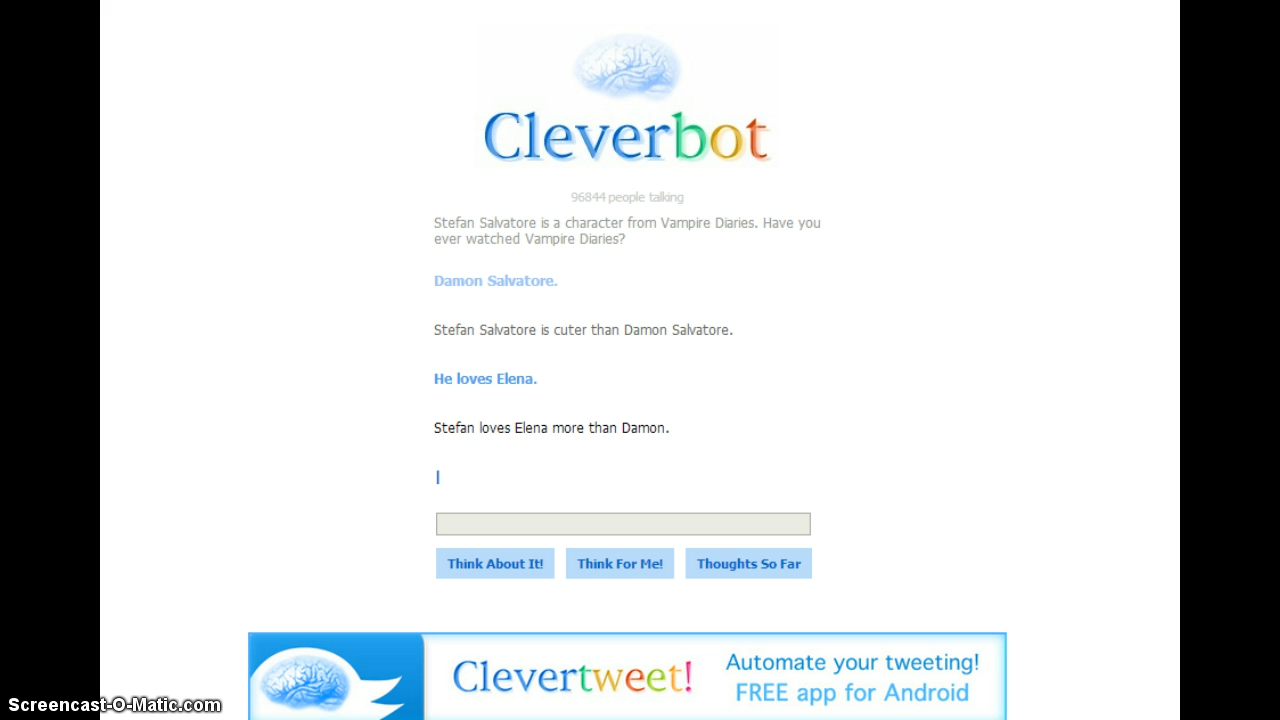 Cleverbot
96844 people talking
Stefan Salvatore is a character from Vampire Diaries. Have you
ever watched Vampire Diaries?
Damon Salvatore.
Stefan Salvatore is cuter than Damon Salvatore.
He loves Elena.
Stefan loves Elena more than Damon.
Think About It!
Think For Me!
Thoughts So Far
Clevertweet!
Automate your tweeting!
FREE app for Android
Screencast-O-Matic.com